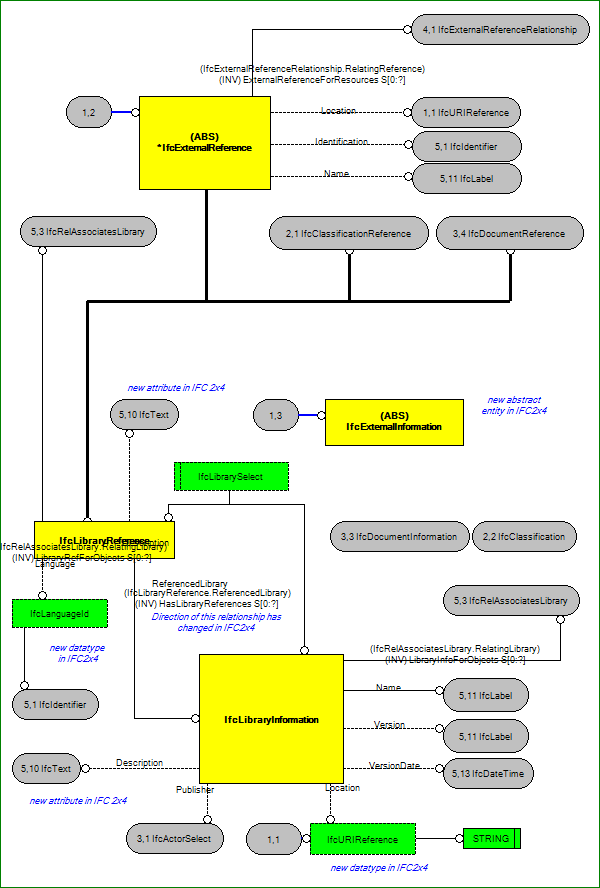 4,1 IfcExternalReferenceRelationship
(IfcExternalReferenceRelationship.RelatingReference)
(INV) ExternalReferenceForResources S[0:?]
1,2
(ABS)
*IfcExternalReference
Location
1,1 IfcURIReference
Identification
5,1 IfcIdentifier
Name
5,11 IfcLabel
5,3 IfcRelAssociatesLibrary
2,1 IfcClassificationReference
3,4 IfcDocumentReference
new attribute in IFC 2x4
5,10 IfcText
1,3
(ABS)
IfcExternalInformation
new abstract
entity in IFC2x4
IfcLibrarySelect
IfcLibraryReference
Description
IfcRelAssociatesLibrary.RelatingLibrary)
(INV) LibraryRefForObjects S[0:?]
Language
3,3 IfcDocumentInformation
2,2 IfcClassification
ReferencedLibrary
(IfcLibraryReference.ReferencedLibrary)
(INV) HasLibraryReferences S[0:?]
Direction of this relationship has
changed in IFC2x4
5,3 IfcRelAssociatesLibrary
IfcLanguageId
new datatype
in IFC2x4
(IfcRelAssociatesLibrary.RelatingLibrary)
(INV) LibraryInfoForObjects S[0:?]
5,1 IfcIdentifier
IfcLibraryInformation
Name
5,11 IfcLabel
Version
5,11 IfcLabel
VersionDate
5,13 IfcDateTime
5,10 IfcText
Description
new attribute in IFC 2x4
Publisher
Location
3,1 IfcActorSelect
1,1
IfcURIReference
STRING
new datatype in IFC2x4